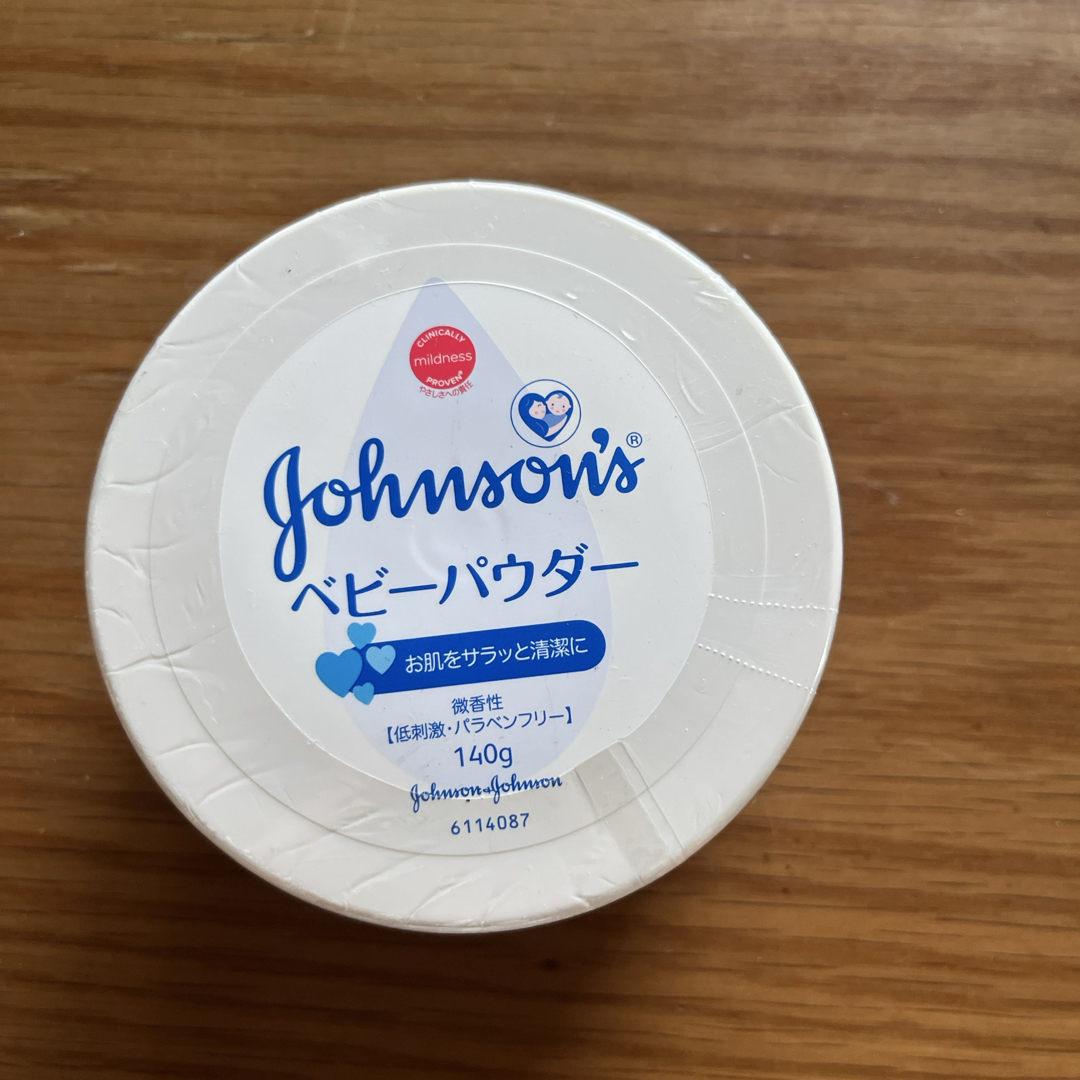 CLINICALLY
mildness
PROVEN®
やさしさへの責任
Johnson's®
ベビーパウダー
お肌をサラッと清潔に
微香性
【低刺激・パラベンフリー】
140g
Johnson&Johnson
6114087